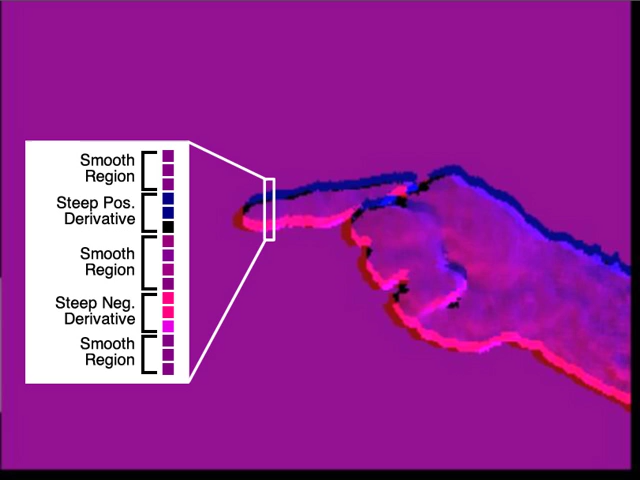 Smooth
Region
Steep Pos.
Derivative
Smooth
Region
Steep Neg.
Derivative
Smooth
Region